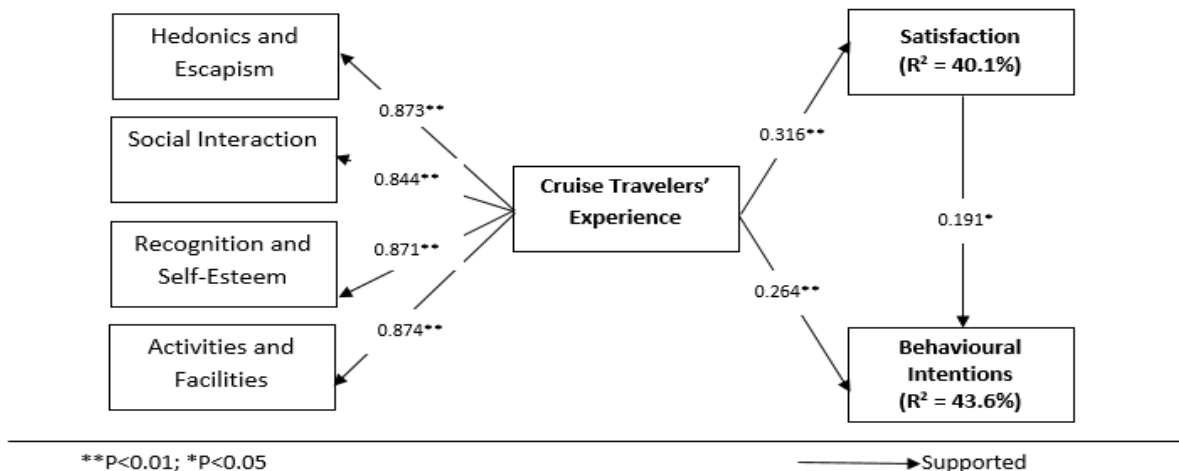 Hedonics and
Escapism
Social Interaction
Recognition and
Self-Esteem
Activities and
Facilities
0.873**
0.844**
0.871**
0.874**
Cruise Travelers’
Experience
0.316**
0.264**
Satisfaction
(R² = 40.1%)
0.191*
Behavioural
Intentions
(R² = 43.6%)
**P<0.01; *P<0.05
Supported